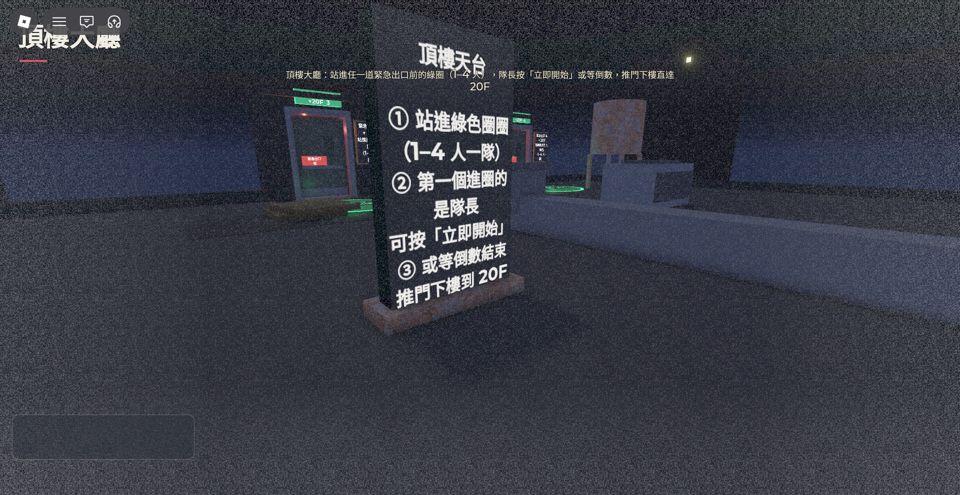 頂樓大廳
頂樓大廳：站進任一道緊急出口前的綠圈（1–4 人），隊長按「立即開始」或等倒數，推門下樓直達
20F
頂樓天台
① 站進綠色圈圈
（1–4 人一隊）
② 第一個進圈的
是隊長
可按「立即開始」
③ 或等倒數結束
推門下樓到 20F